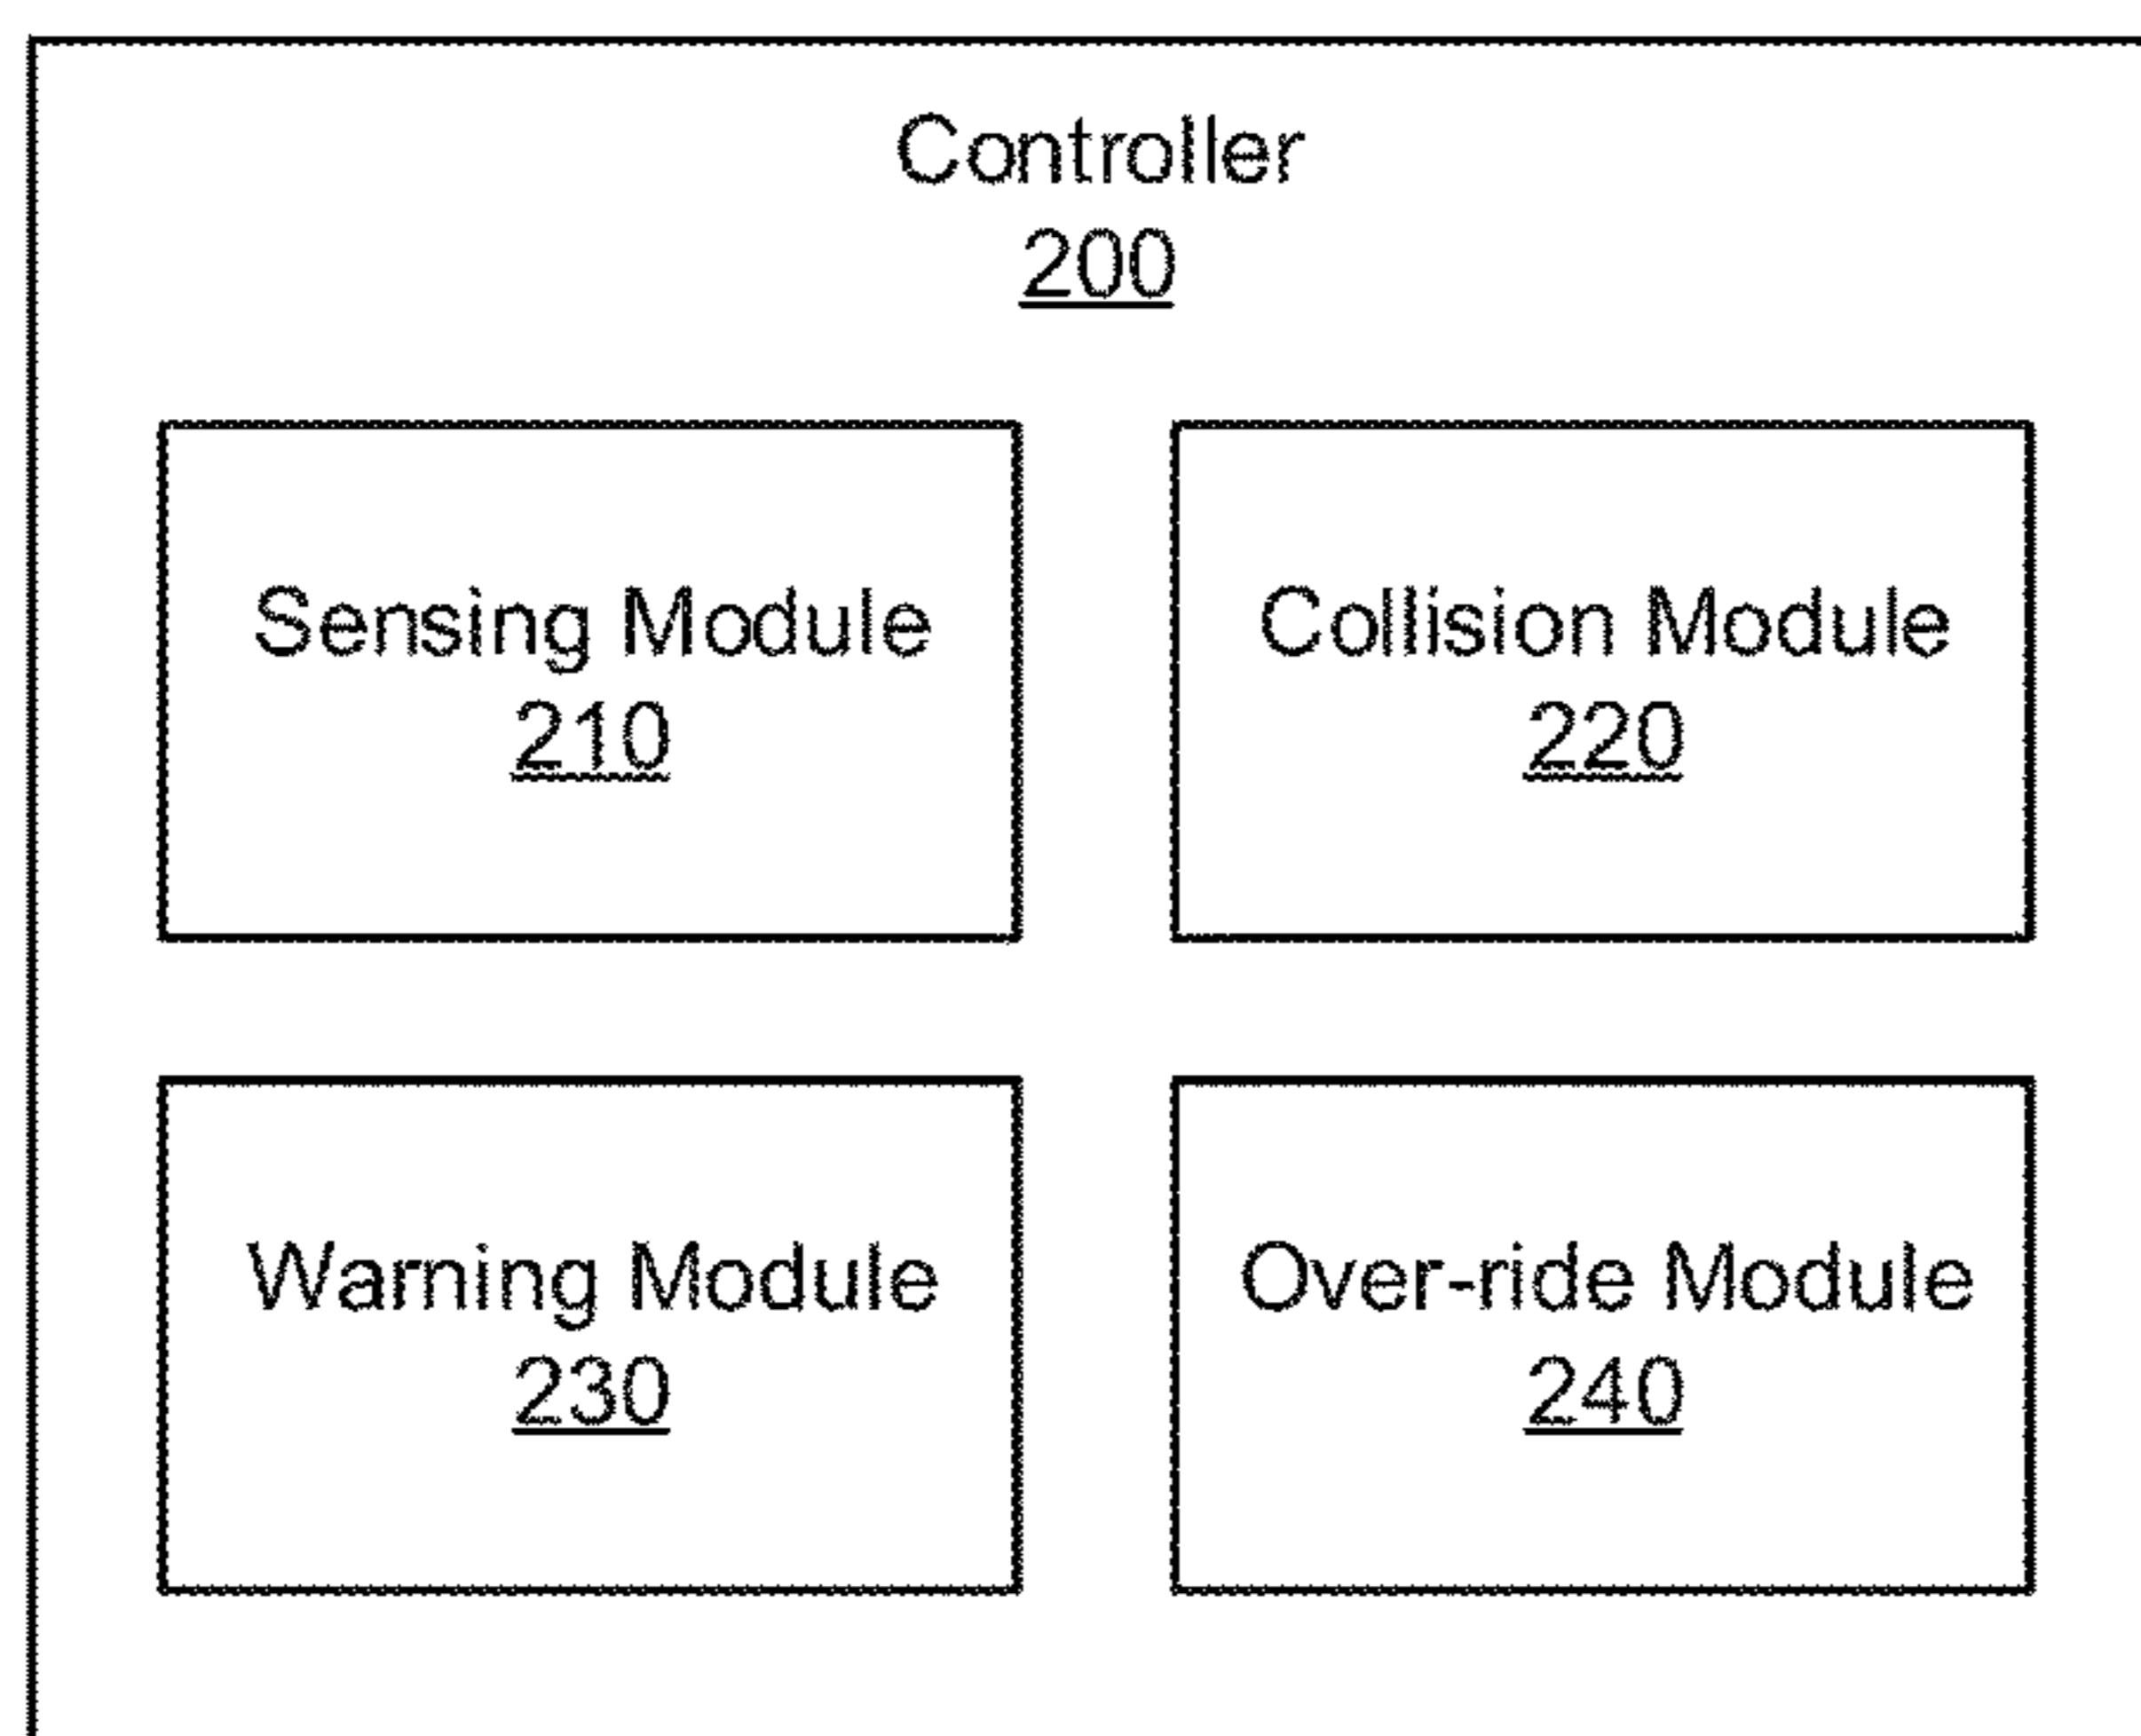 Controller
200
Sensing Module
210
Collision Module
220
Warning Module
230
Over-ride Module
240